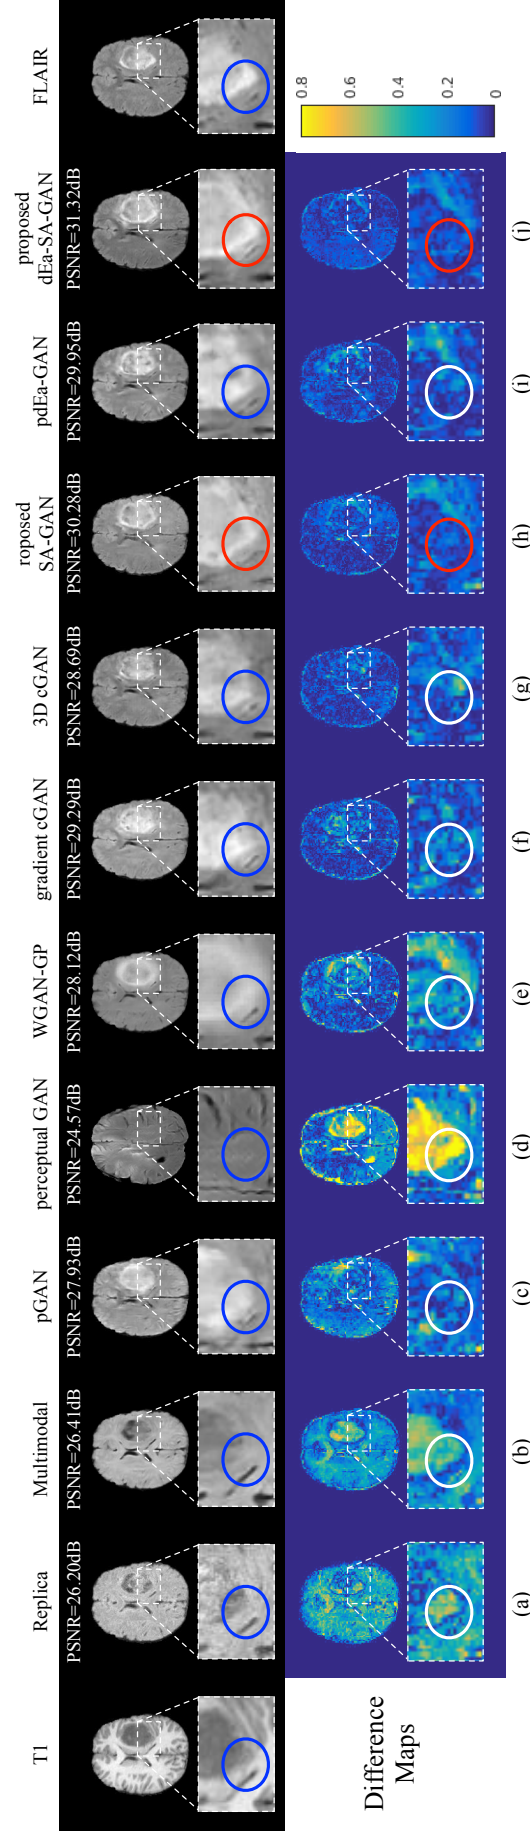 T1
Replica
PSNR=26.20dB
Multimodal
PSNR=26.41dB
pGAN
PSNR=27.93dB
perceptual GAN
PSNR=24.57dB
WGAN-GP
PSNR=28.12dB
gradient cGAN
PSNR=29.29dB
3D cGAN
PSNR=28.69dB
roposed
SA-GAN
PSNR=30.28dB
pdEa-GAN
PSNR=29.95dB
proposed
dEa-SA-GAN
PSNR=31.32dB
FLAIR
Difference
Maps
0.8
0.6
0.4
0.2
0
(a)
(b)
(c)
(d)
(e)
(f)
(g)
(h)
(i)
(j)